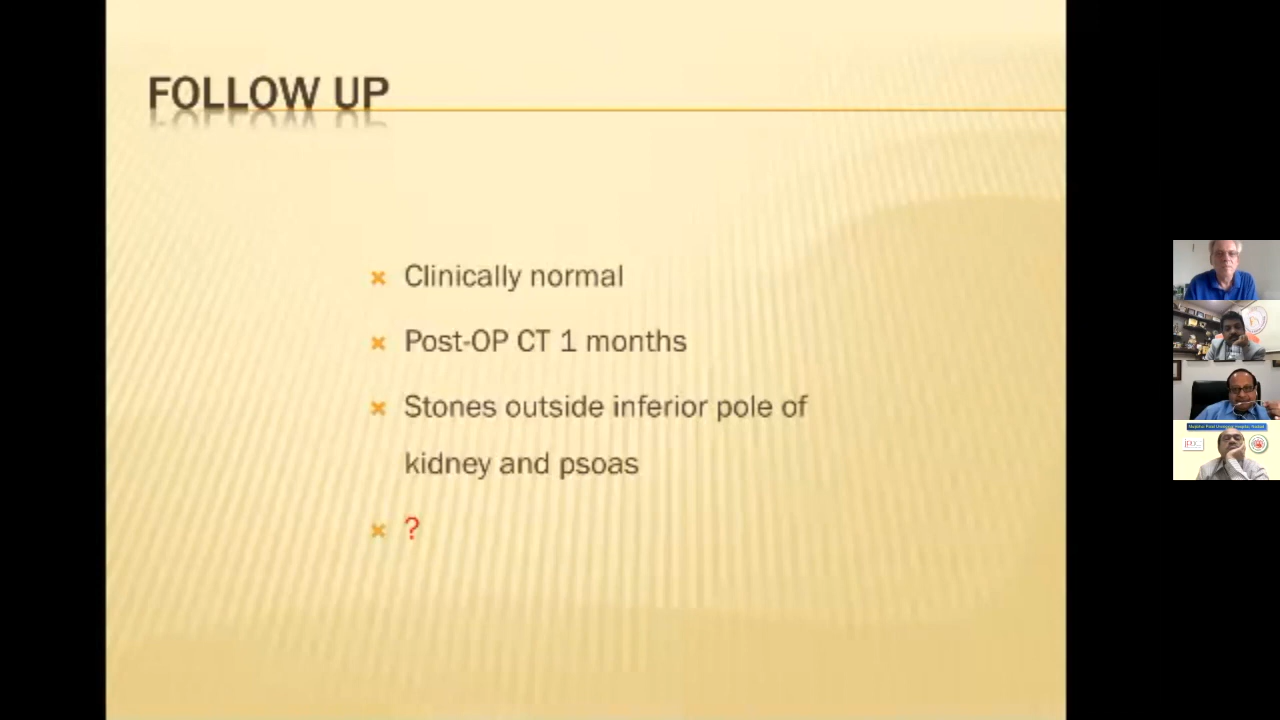 FOLLOW UP
Clinically normal
Post-OP CT 1 months
Stones outside inferior pole of
kidney and psoas
?